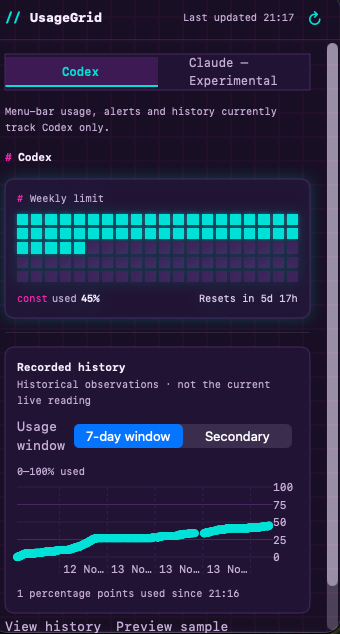 // UsageGrid
Last updated 21:17
Codex
Claude —
Experimental
Menu-bar usage, alerts and history currently
track Codex only.
# Codex
# Weekly limit
const used 45%
Resets in 5d 17h
Recorded history
Historical observations · not the current
live reading
Usage
window
7-day window
Secondary
0–100% used
100
75
50
25
0
12 No… 13 No… 13 No… 13 No…
1 percentage points used since 21:16
View history Preview sample